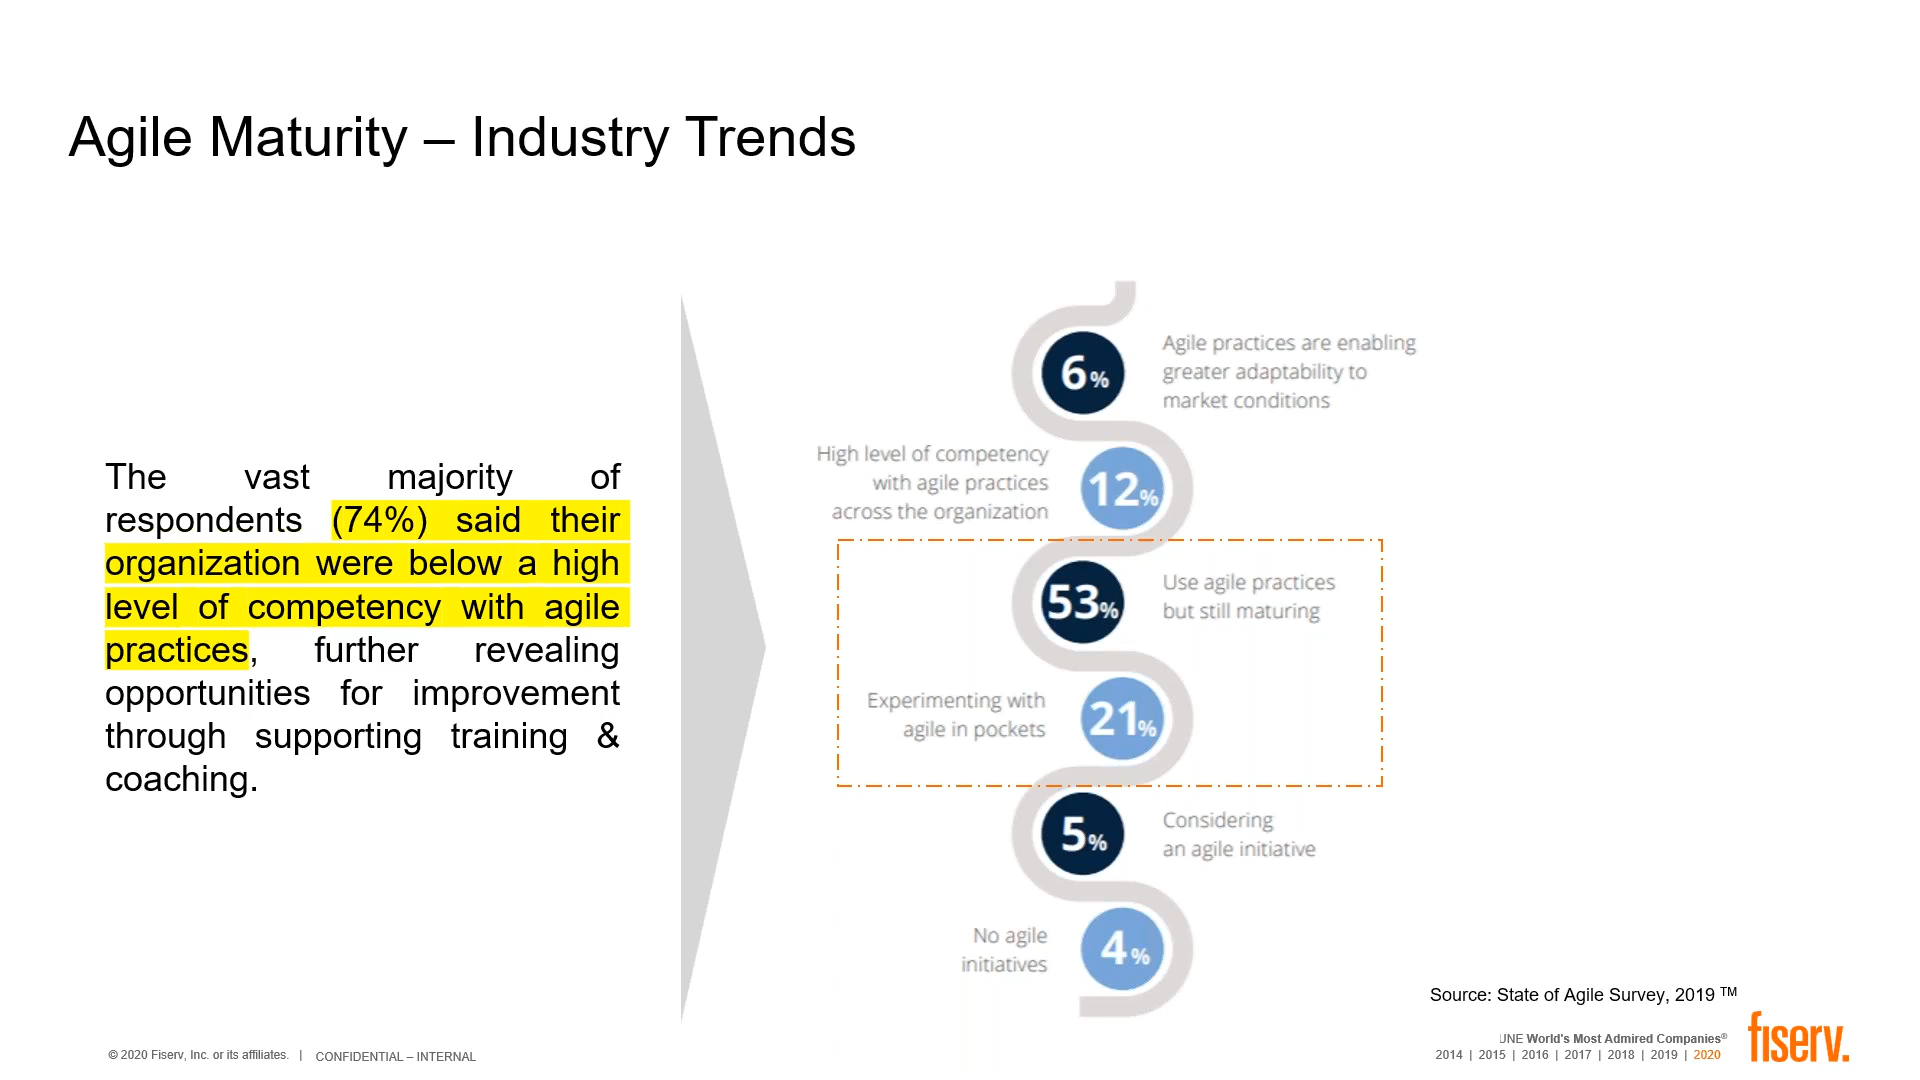 Agile Maturity – Industry Trends
The vast majority of
respondents (74%) said their
organization were below a high
level of competency with agile
practices, further revealing
opportunities for improvement
through supporting training &
coaching.
6%
Agile practices are enabling
greater adaptability to
market conditions
High level of competency
with agile practices
across the organization
12%
53%
Use agile practices
but still maturing
Experimenting with
agile in pockets
21%
5%
Considering
an agile initiative
No agile
initiatives
4%
Source: State of Agile Survey, 2019 TM
© 2020 Fiserv, Inc. or its affiliates. | CONFIDENTIAL – INTERNAL
UNE World's Most Admired Companies®
2014 | 2015 | 2016 | 2017 | 2018 | 2019 | 2020
fiserv.